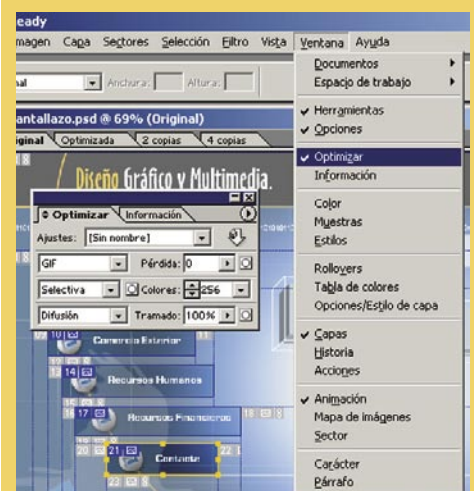 eady
magen Capa Sectores Selección Filtro Vista Ventana Ayuda
al Anchura: Altura:
antallazo.psd @ 69% (Original)
iginal Optimizada 2 copias 4 copias
Diseño Gráfico y Multimedia.
Optimizar Información
Ajustes: [Sin nombre]
GIF Pérdida: 0
Selectiva Colores: 256
Difusión Tramado: 100%
Comercio Exterior
Recursos Humanos
Recursos Financieros
Contacto
Documentos
Espacio de trabajo
Herramientas
Opciones
Optimizar
Información
Color
Muestras
Estilos
Rollovers
Tabla de colores
Opciones/Estilo de capa
Capas
Historia
Acciones
Animación
Mapa de imágenes
Sector
Carácter
Párrafo